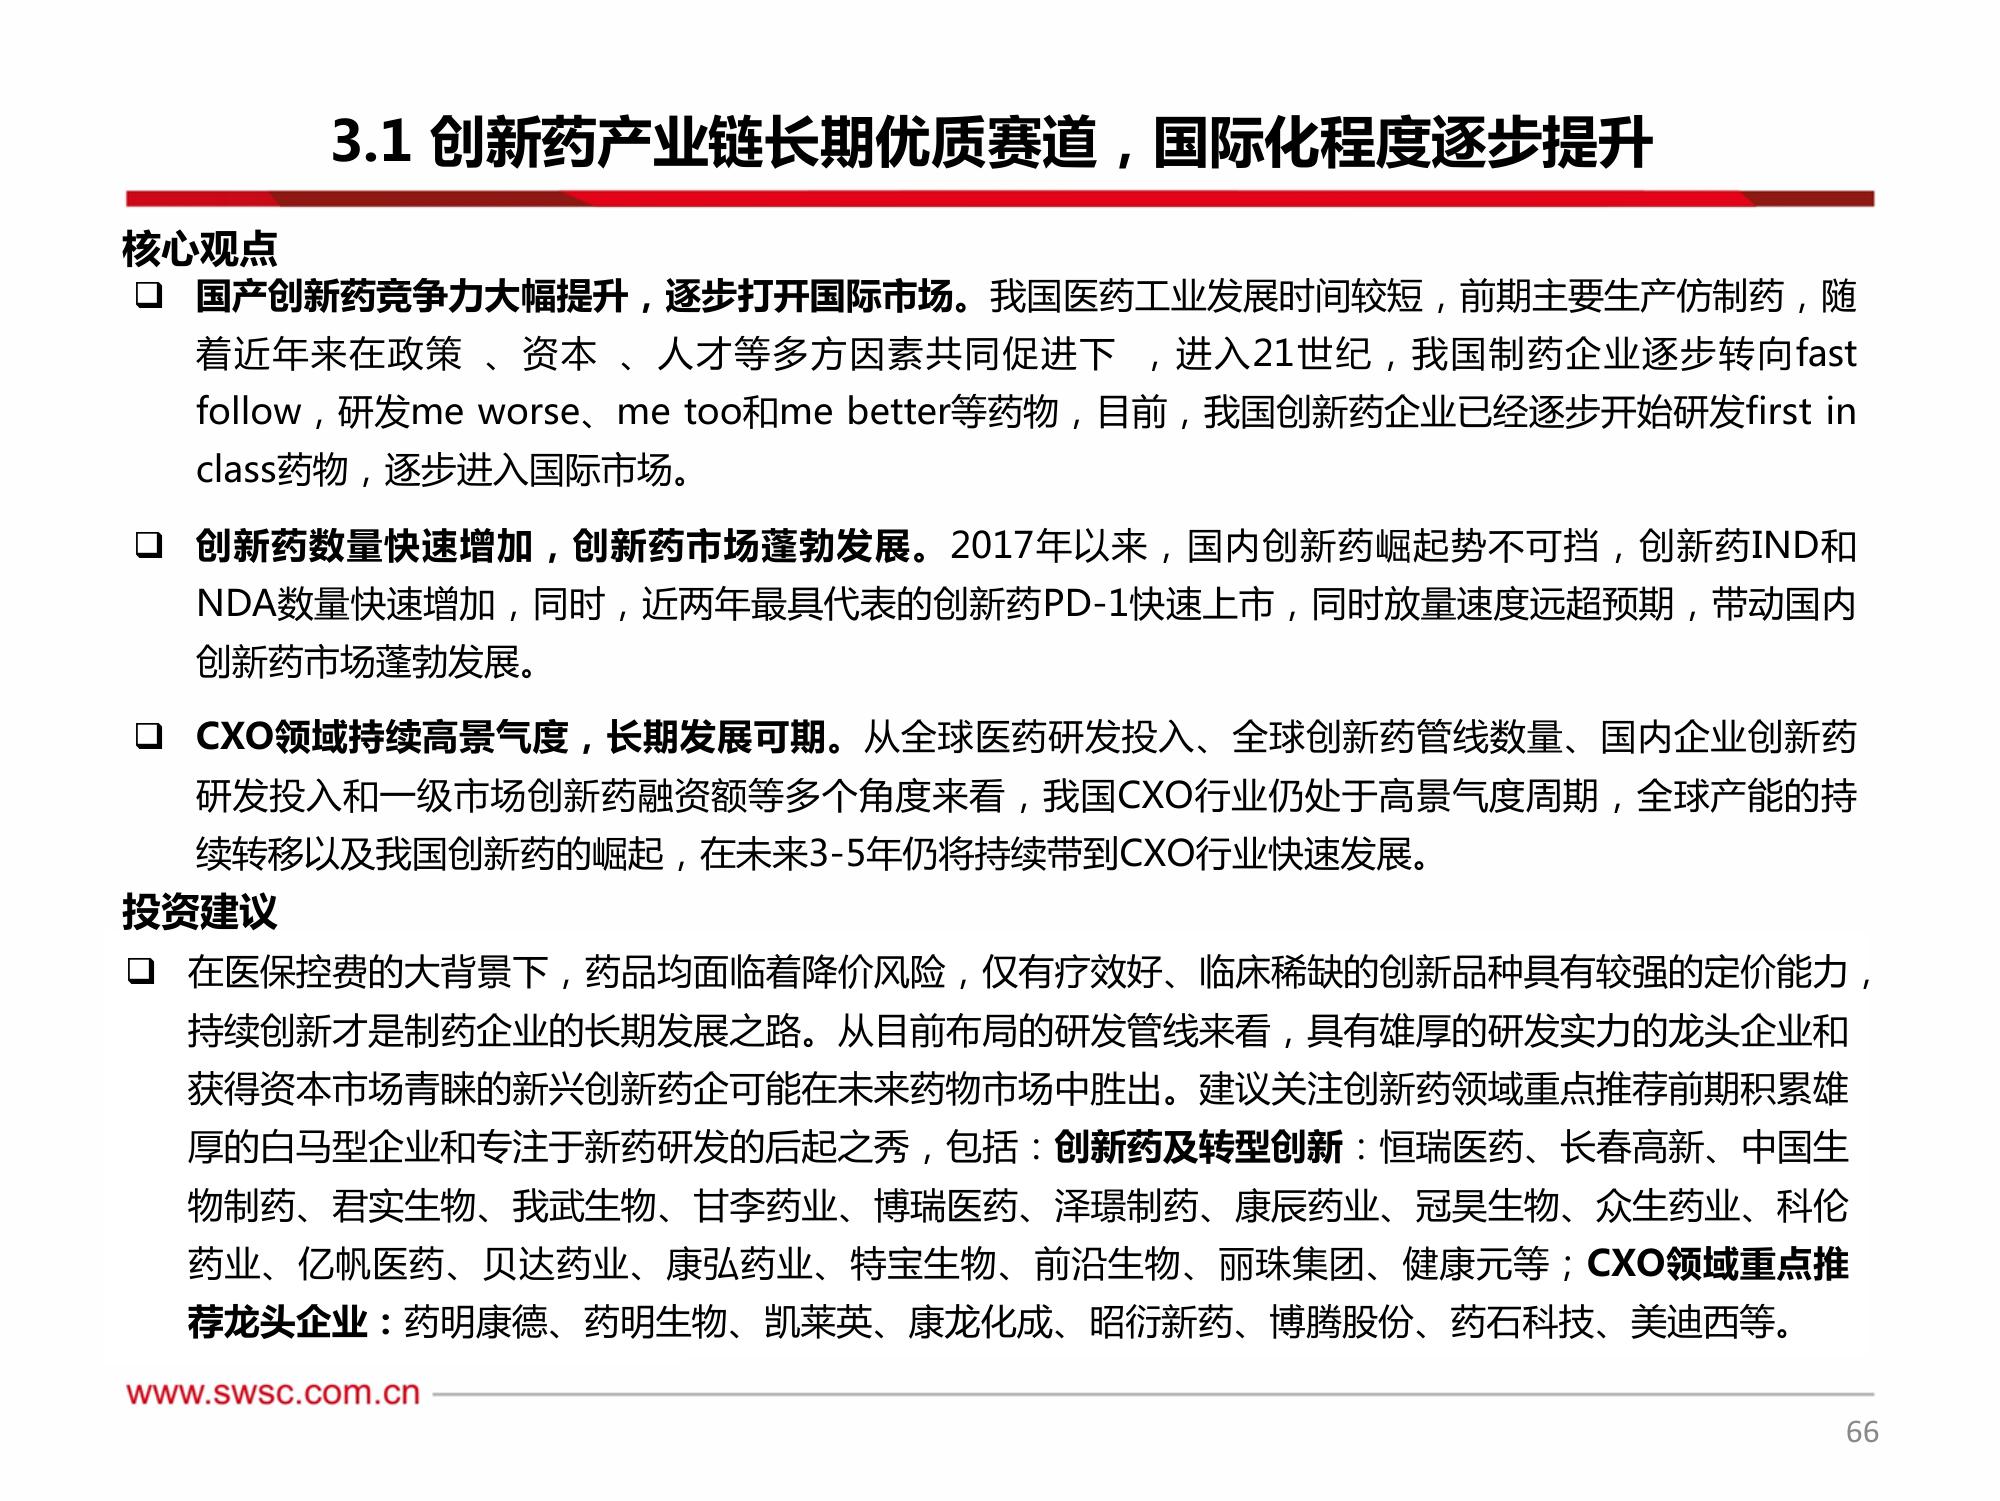 3.1 创新药产业链长期优质赛道，国际化程度逐步提升
核心观点
❑ 国产创新药竞争力大幅提升，逐步打开国际市场。我国医药工业发展时间较短，前期主要生产仿制药，随
着近年来在政策 、资本 、人才等多方因素共同促进下 ，进入21世纪，我国制药企业逐步转向fast
follow，研发me worse、me too和me better等药物，目前，我国创新药企业已经逐步开始研发first in
class药物，逐步进入国际市场。
❑ 创新药数量快速增加，创新药市场蓬勃发展。2017年以来，国内创新药崛起势不可挡，创新药IND和
NDA数量快速增加，同时，近两年最具代表的创新药PD-1快速上市，同时放量速度远超预期，带动国内
创新药市场蓬勃发展。
❑ CXO领域持续高景气度，长期发展可期。从全球医药研发投入、全球创新药管线数量、国内企业创新药
研发投入和一级市场创新药融资额等多个角度来看，我国CXO行业仍处于高景气度周期，全球产能的持
续转移以及我国创新药的崛起，在未来3-5年仍将持续带到CXO行业快速发展。
投资建议
❑ 在医保控费的大背景下，药品均面临着降价风险，仅有疗效好、临床稀缺的创新品种具有较强的定价能力，
持续创新才是制药企业的长期发展之路。从目前布局的研发管线来看，具有雄厚的研发实力的龙头企业和
获得资本市场青睐的新兴创新药企可能在未来药物市场中胜出。建议关注创新药领域重点推荐前期积累雄
厚的白马型企业和专注于新药研发的后起之秀，包括：创新药及转型创新：恒瑞医药、长春高新、中国生
物制药、君实生物、我武生物、甘李药业、博瑞医药、泽璟制药、康辰药业、冠昊生物、众生药业、科伦
药业、亿帆医药、贝达药业、康弘药业、特宝生物、前沿生物、丽珠集团、健康元等；CXO领域重点推
荐龙头企业：药明康德、药明生物、凯莱英、康龙化成、昭衍新药、博腾股份、药石科技、美迪西等。
www.swsc.com.cn
66